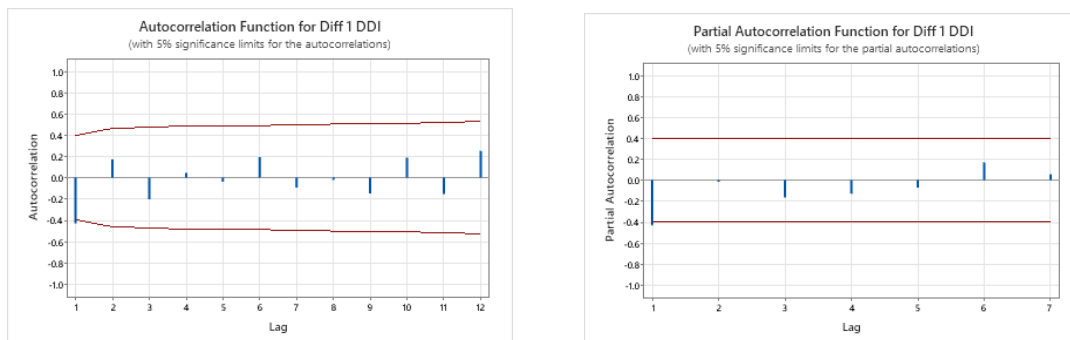 Autocorrelation Function for Diff 1 DDI
(with 5% significance limits for the autocorrelations)
1.0
0.8
0.6
0.4
0.2
0.0
-0.2
-0.4
-0.6
-0.8
-1.0
Autocorrelation
1 2 3 4 5 6 7 8 9 10 11 12
Lag
Partial Autocorrelation Function for Diff 1 DDI
(with 5% significance limits for the partial autocorrelations)
1.0
0.8
0.6
0.4
0.2
0.0
-0.2
-0.4
-0.6
-0.8
-1.0
Partial Autocorrelation
1 2 3 4 5 6 7
Lag